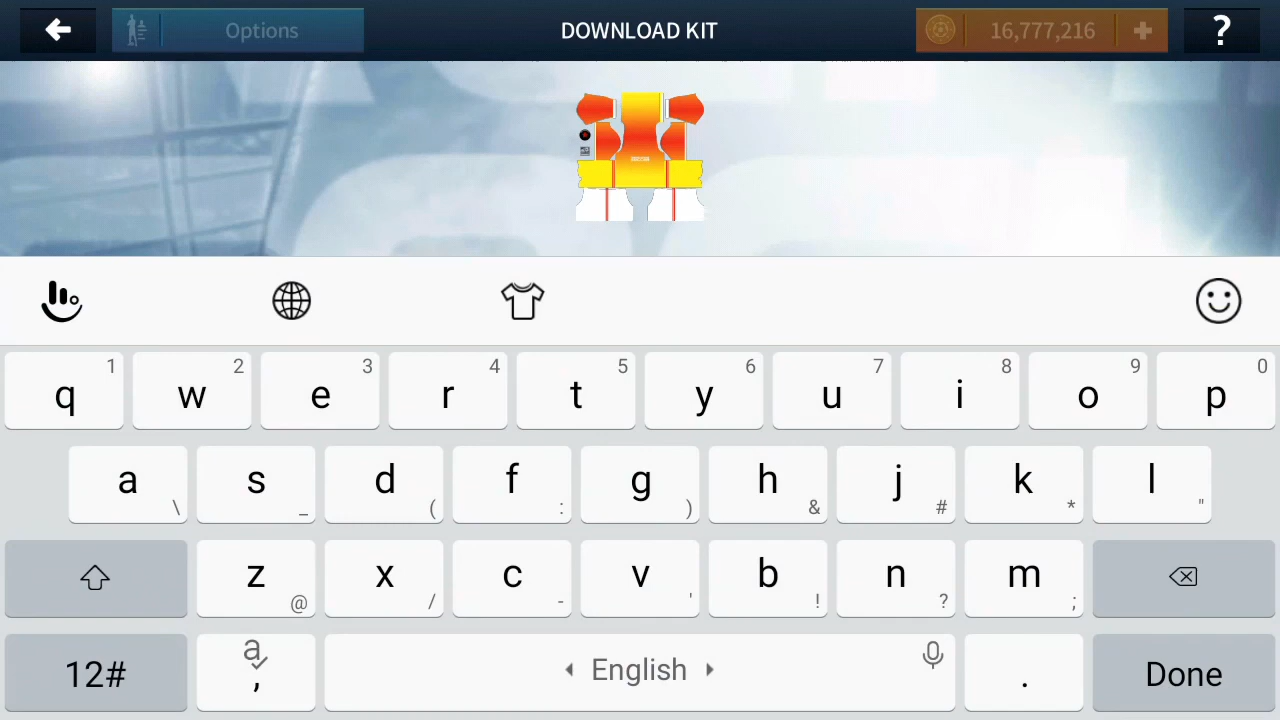 Options DOWNLOAD KIT 16,777,216 + ?
q 1 w 2 e 3 r 4 t 5 y 6 u 7 i 8 o 9 p 0
a \ s _ d ( f : g ) h & j # k * l "
z @ x / c - v ' b ! n ? m ;
12# a , English . Done